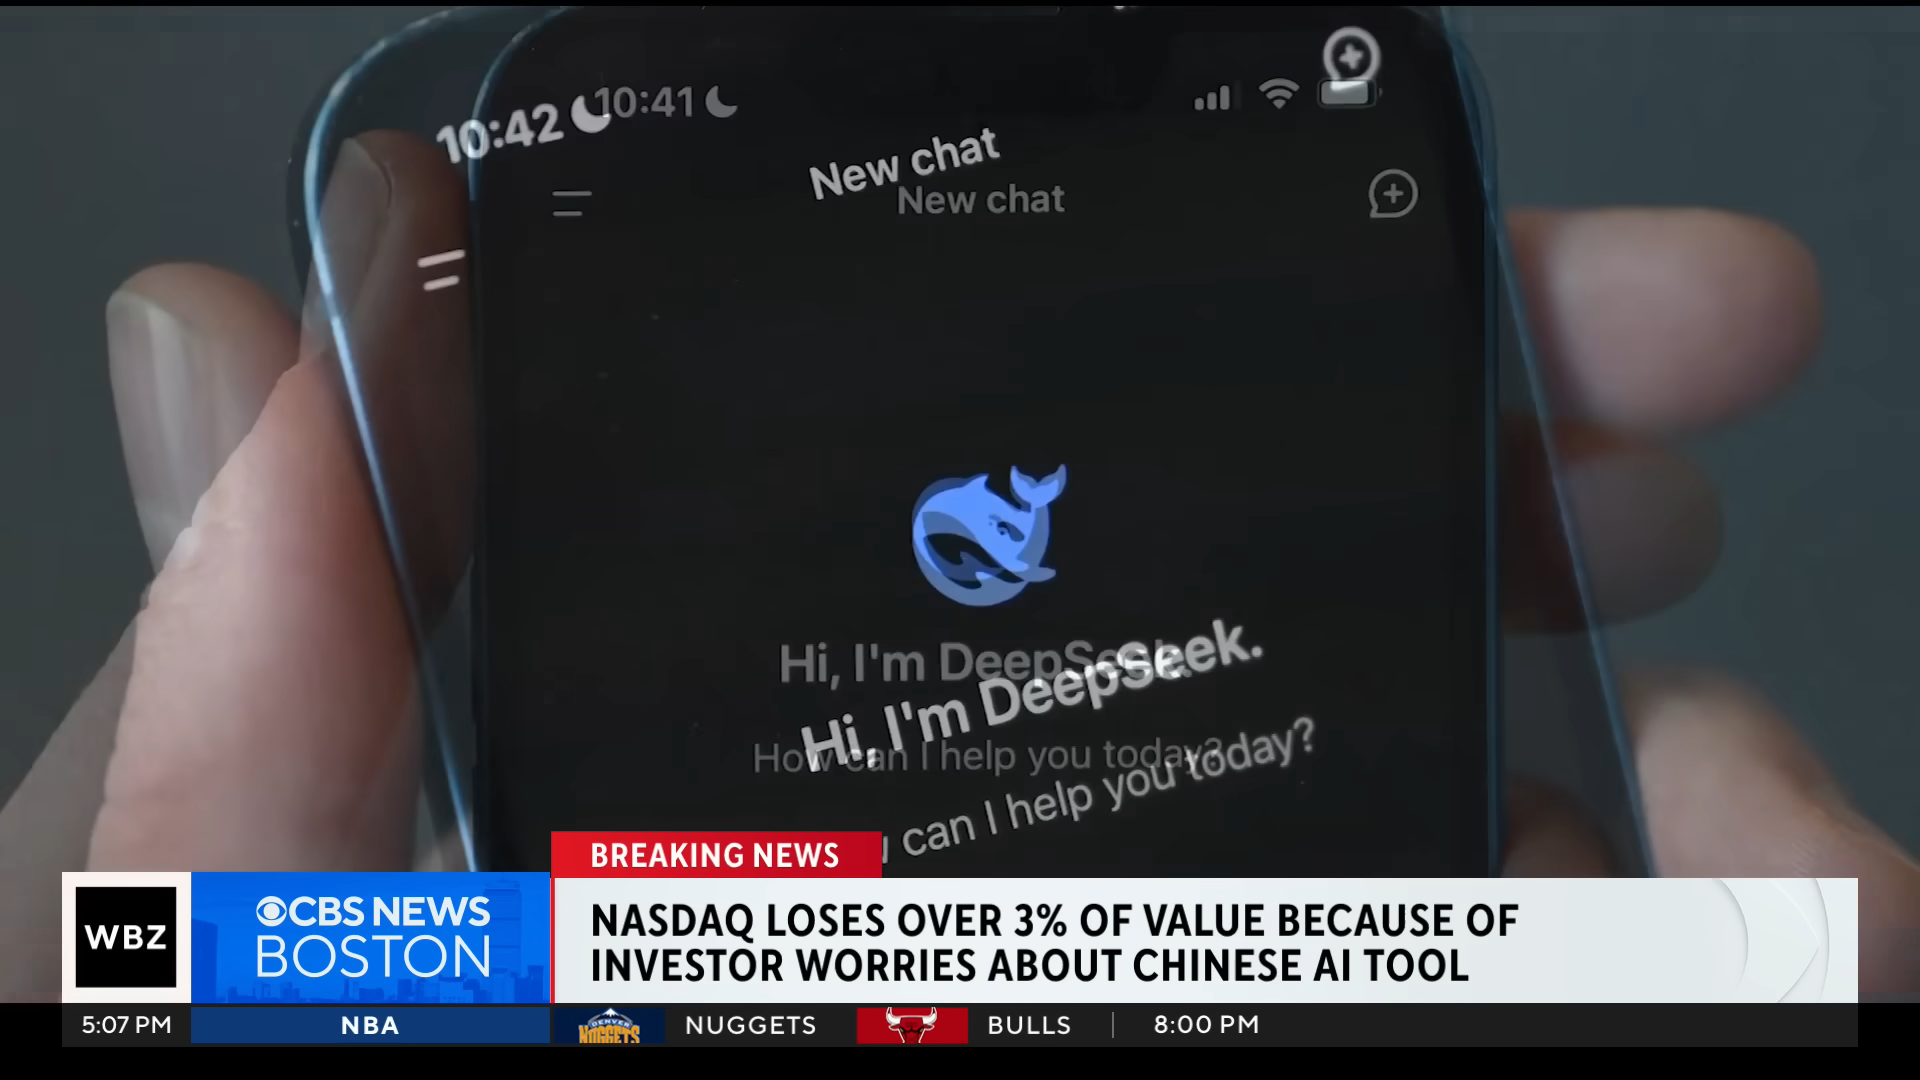 10:42
10:41
New chat
New chat
Hi, I'm DeepSeek.
Hi, I'm DeepSeek.
How can I help you today?
can I help you today?
BREAKING NEWS
NASDAQ LOSES OVER 3% OF VALUE BECAUSE OF
INVESTOR WORRIES ABOUT CHINESE AI TOOL
WBZ
CBS NEWS
BOSTON
5:07 PM
NBA
DENVER
NUGGETS
NUGGETS
BULLS
8:00 PM